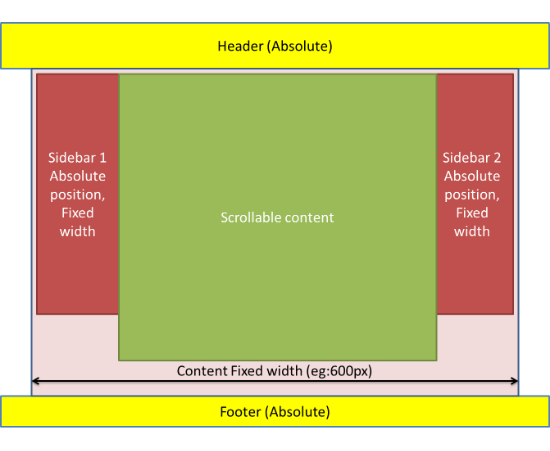 Header (Absolute)
Sidebar 1
Absolute
position,
Fixed
width
Scrollable content
Sidebar 2
Absolute
position,
Fixed
width
Content Fixed width (eg:600px)
Footer (Absolute)